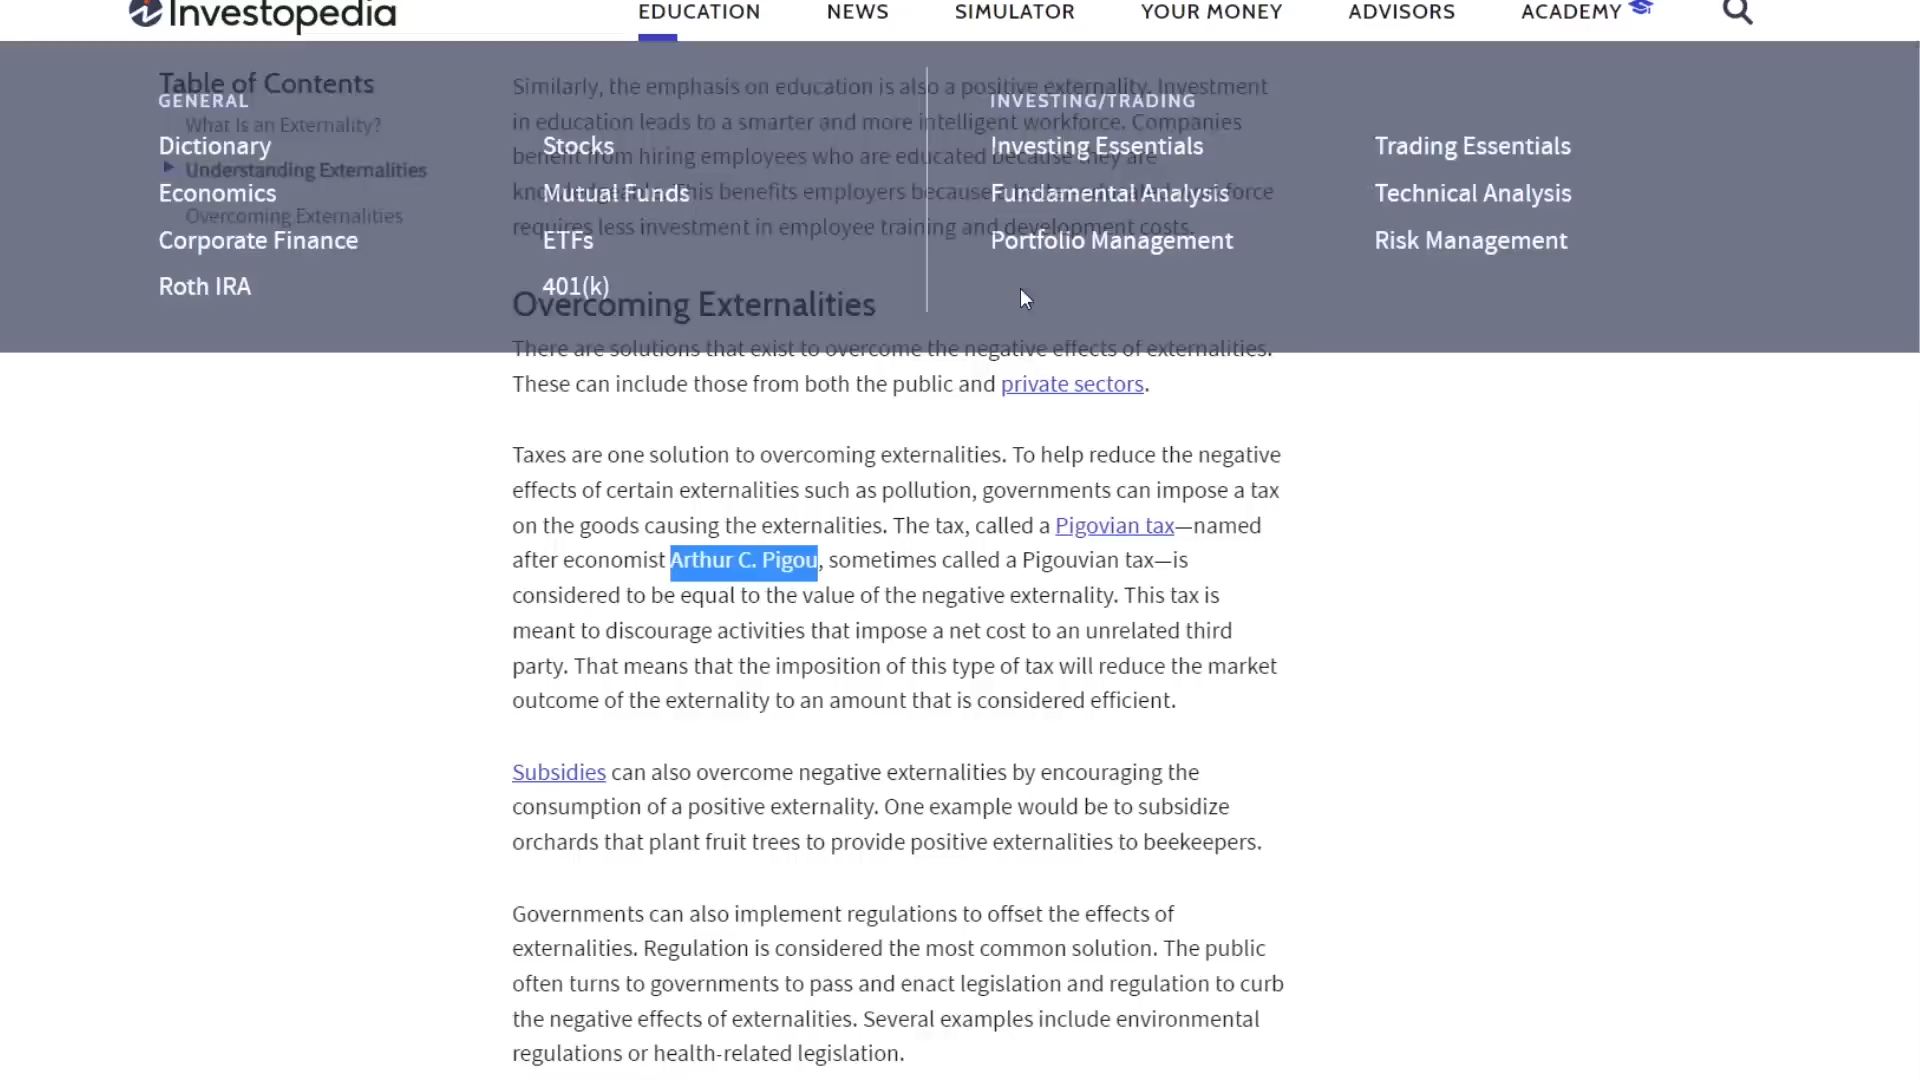 Investopedia
EDUCATION NEWS SIMULATOR YOUR MONEY ADVISORS ACADEMY
GENERAL
Dictionary
Economics
Corporate Finance
Roth IRA
Stocks
Mutual Funds
ETFs
401(k)
INVESTING/TRADING
Investing Essentials
Fundamental Analysis
Portfolio Management
Trading Essentials
Technical Analysis
Risk Management
Table of Contents
What Is an Externality?
Understanding Externalities
Overcoming Externalities
Similarly, the emphasis on education is also a positive externality. Investment
in education leads to a smarter and more intelligent workforce. Companies
benefit from hiring employees who are educated because they are
This benefits employers because
requires less investment in employee training and development costs.
Overcoming Externalities
There are solutions that exist to overcome the negative effects of externalities.
These can include those from both the public and private sectors.
Taxes are one solution to overcoming externalities. To help reduce the negative
effects of certain externalities such as pollution, governments can impose a tax
on the goods causing the externalities. The tax, called a Pigovian tax—named
after economist Arthur C. Pigou, sometimes called a Pigouvian tax—is
considered to be equal to the value of the negative externality. This tax is
meant to discourage activities that impose a net cost to an unrelated third
party. That means that the imposition of this type of tax will reduce the market
outcome of the externality to an amount that is considered efficient.
Subsidies can also overcome negative externalities by encouraging the
consumption of a positive externality. One example would be to subsidize
orchards that plant fruit trees to provide positive externalities to beekeepers.
Governments can also implement regulations to offset the effects of
externalities. Regulation is considered the most common solution. The public
often turns to governments to pass and enact legislation and regulation to curb
the negative effects of externalities. Several examples include environmental
regulations or health-related legislation.